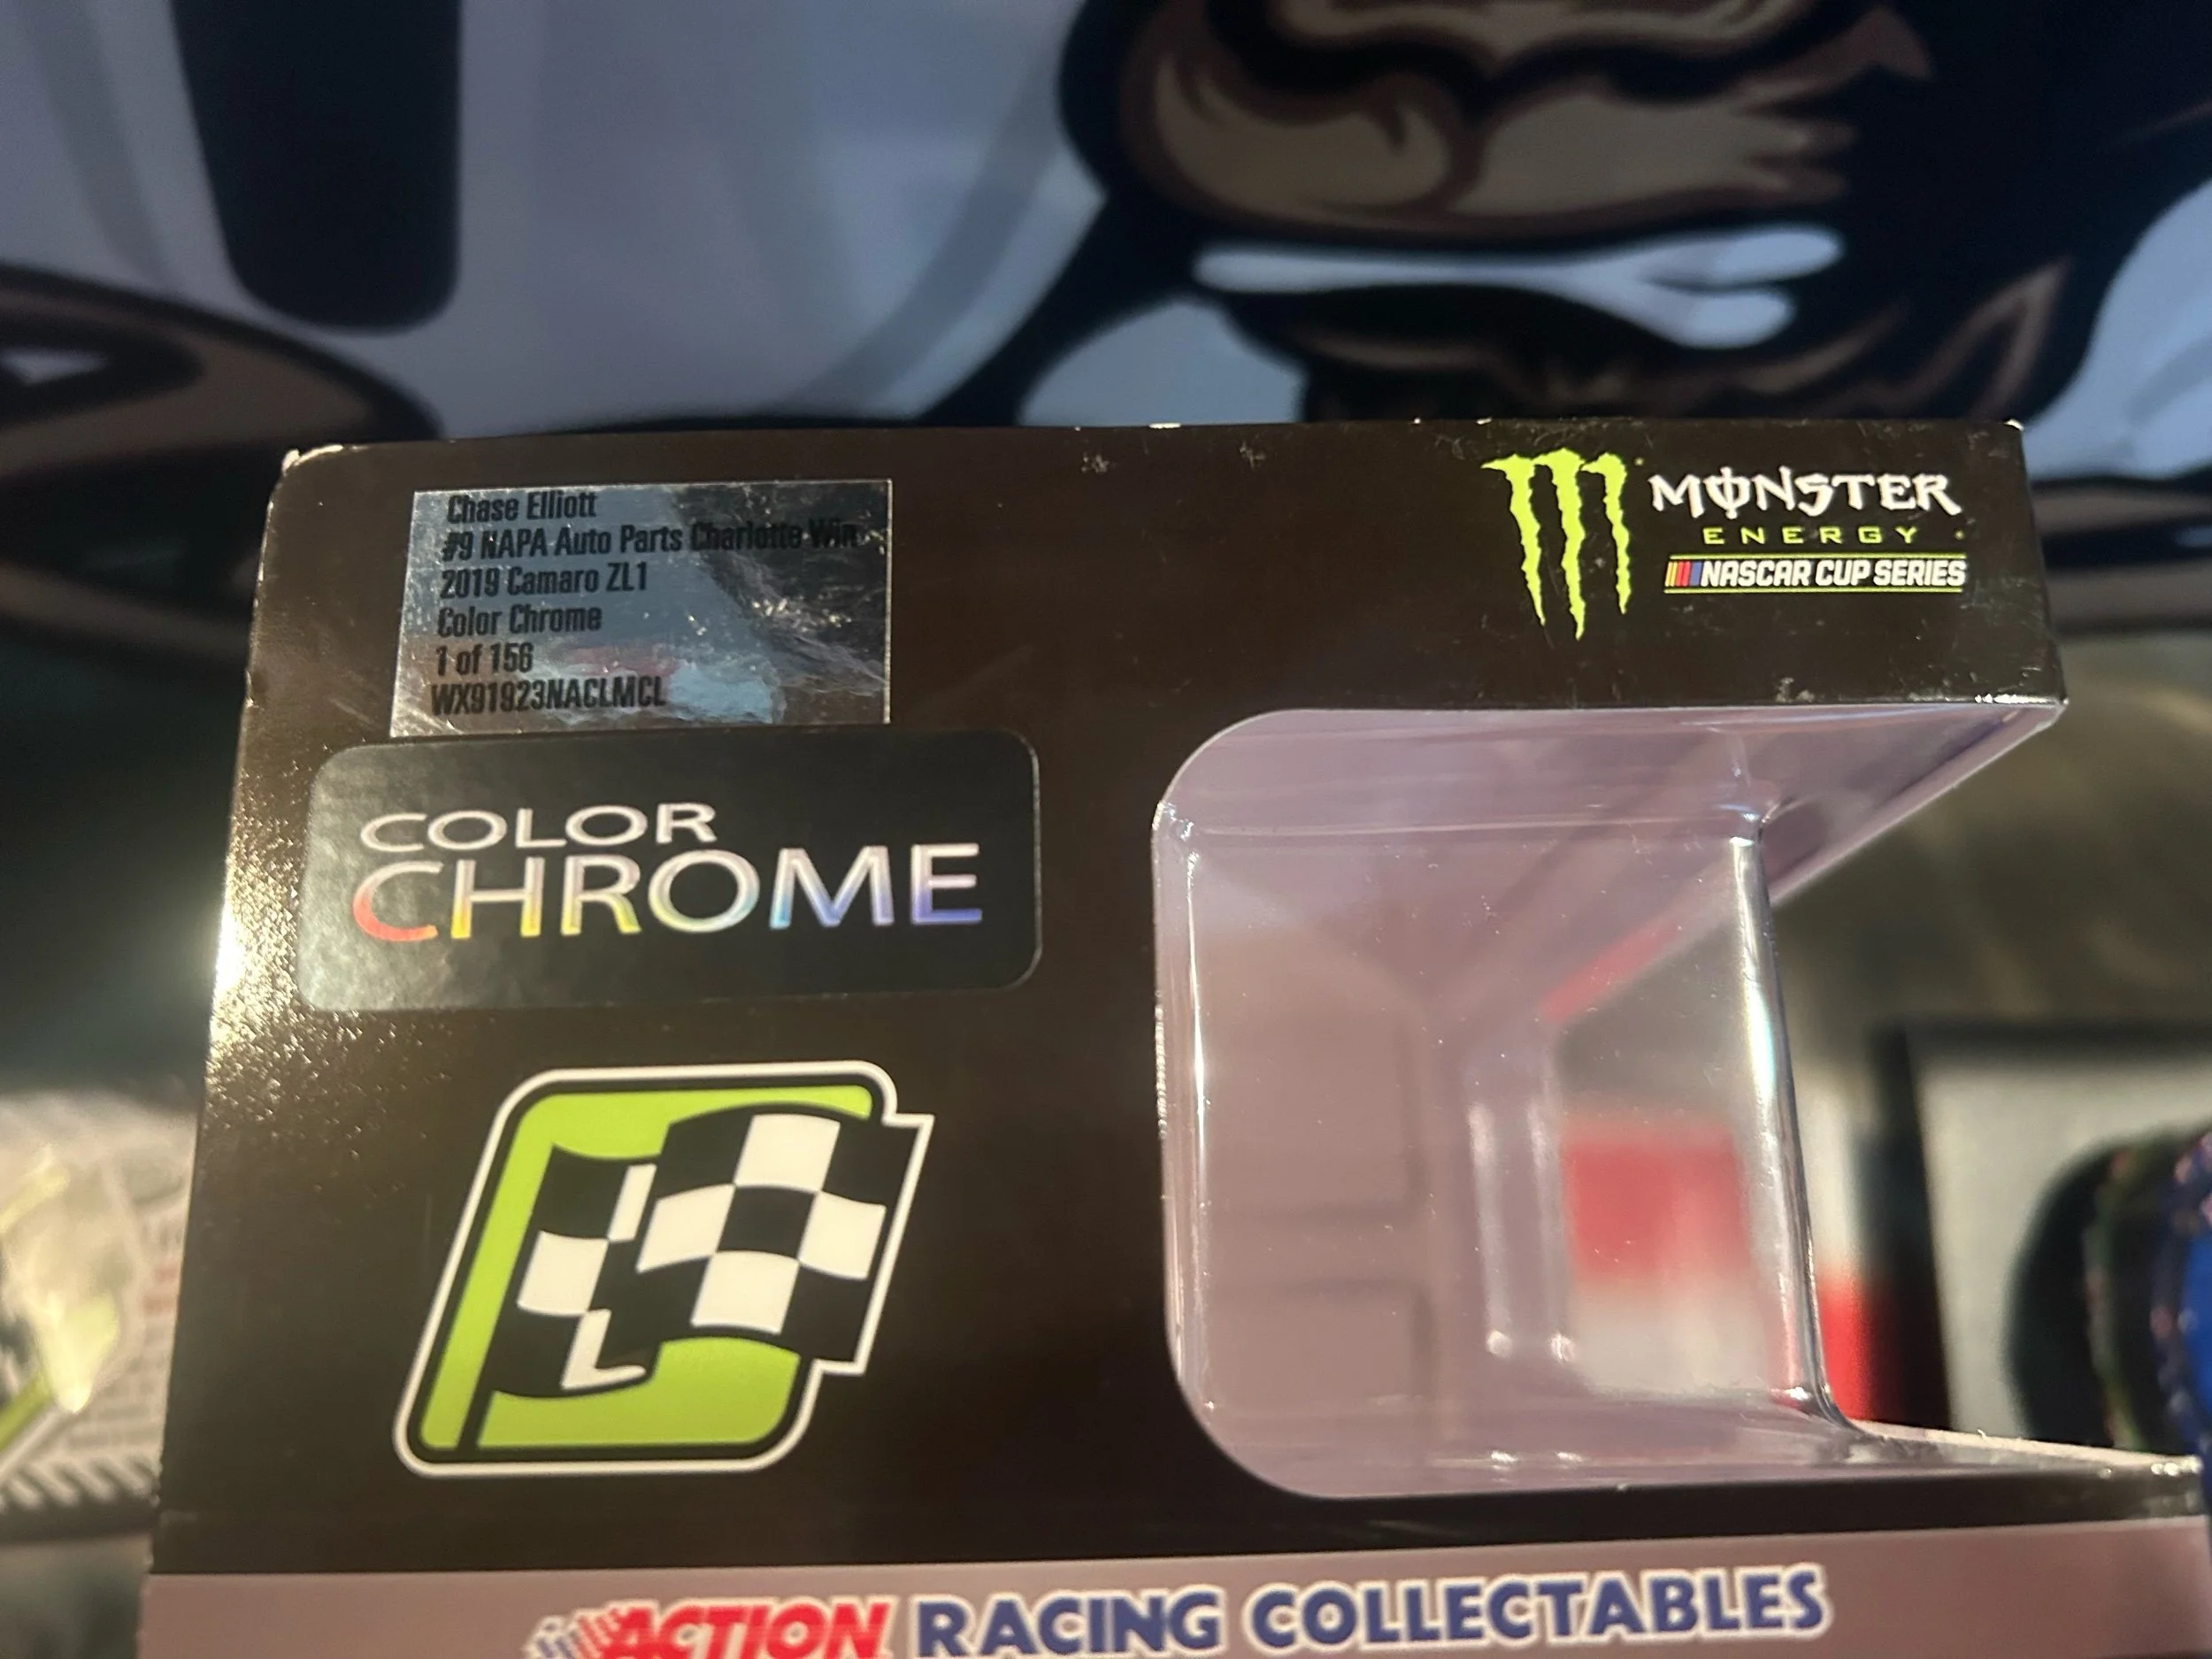 Chase Elliott
#9 NAPA Auto Parts Charlotte Win
2019 Camaro ZL1
Color Chrome
1 of 156
WX91923NACLMCL
MONSTER
ENERGY
NASCAR CUP SERIES
COLOR
CHROME
ACTION RACING COLLECTABLES